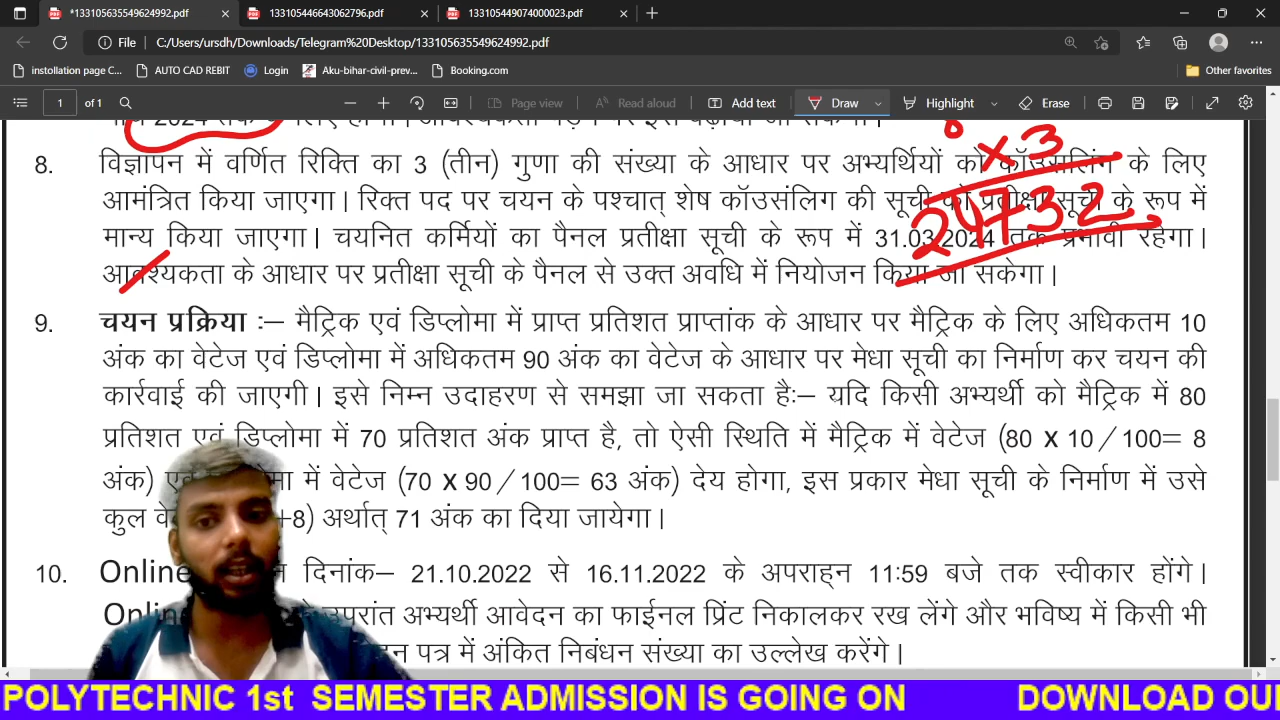 *133105635549624992.pdf 133105446643062796.pdf 133105449074000023.pdf
File C:/Users/ursdh/Downloads/Telegram%20Desktop/133105635549624992.pdf
instollation page C... AUTO CAD REBIT Login Aku-bihar-civil-prev... Booking.com Other favorites
1 of 1 Page view Read aloud Add text Draw Highlight Erase
x 3
8. विज्ञापन में वर्णित रिक्ति का 3 (तीन) गुणा की संख्या के आधार पर अभ्यर्थियों को कॉउसलिंग के लिए
आमंत्रित किया जाएगा। रिक्त पद पर चयन के पश्चात् शेष कॉउसंलिग की सूची को प्रतीक्षा सूची के रूप में
24732
मान्य किया जाएगा। चयनित कर्मियों का पैनल प्रतीक्षा सूची के रूप में 31.03.2024 तक प्रभावी रहेगा।
आवश्यकता के आधार पर प्रतीक्षा सूची के पैनल से उक्त अवधि में नियोजन किया जा सकेगा।
9. चयन प्रक्रिया :– मैट्रिक एवं डिप्लोमा में प्राप्त प्रतिशत प्राप्तांक के आधार पर मैट्रिक के लिए अधिकतम 10
अंक का वेटेज एवं डिप्लोमा में अधिकतम 90 अंक का वेटेज के आधार पर मेधा सूची का निर्माण कर चयन की
कार्रवाई की जाएगी। इसे निम्न उदाहरण से समझा जा सकता हैः– यदि किसी अभ्यर्थी को मैट्रिक में 80
प्रतिशत एवं डिप्लोमा में 70 प्रतिशत अंक प्राप्त है, तो ऐसी स्थिति में मैट्रिक में वेटेज (80 x 10/100= 8
अंक) में वेटेज (70 x 90/100= 63 अंक) देय होगा, इस प्रकार मेधा सूची के निर्माण में उसे
कुल +8) अर्थात् 71 अंक का दिया जायेगा।
10. Online दिनांक– 21.10.2022 से 16.11.2022 के अपराह्न 11:59 बजे तक स्वीकार होंगे।
Online उपरांत अभ्यर्थी आवेदन का फाईनल प्रिंट निकालकर रख लेंगे और भविष्य में किसी भी
पत्र में अंकित निबंधन संख्या का उल्लेख करेंगे।
POLYTECHNIC 1st SEMESTER ADMISSION IS GOING ON DOWNLOAD OU